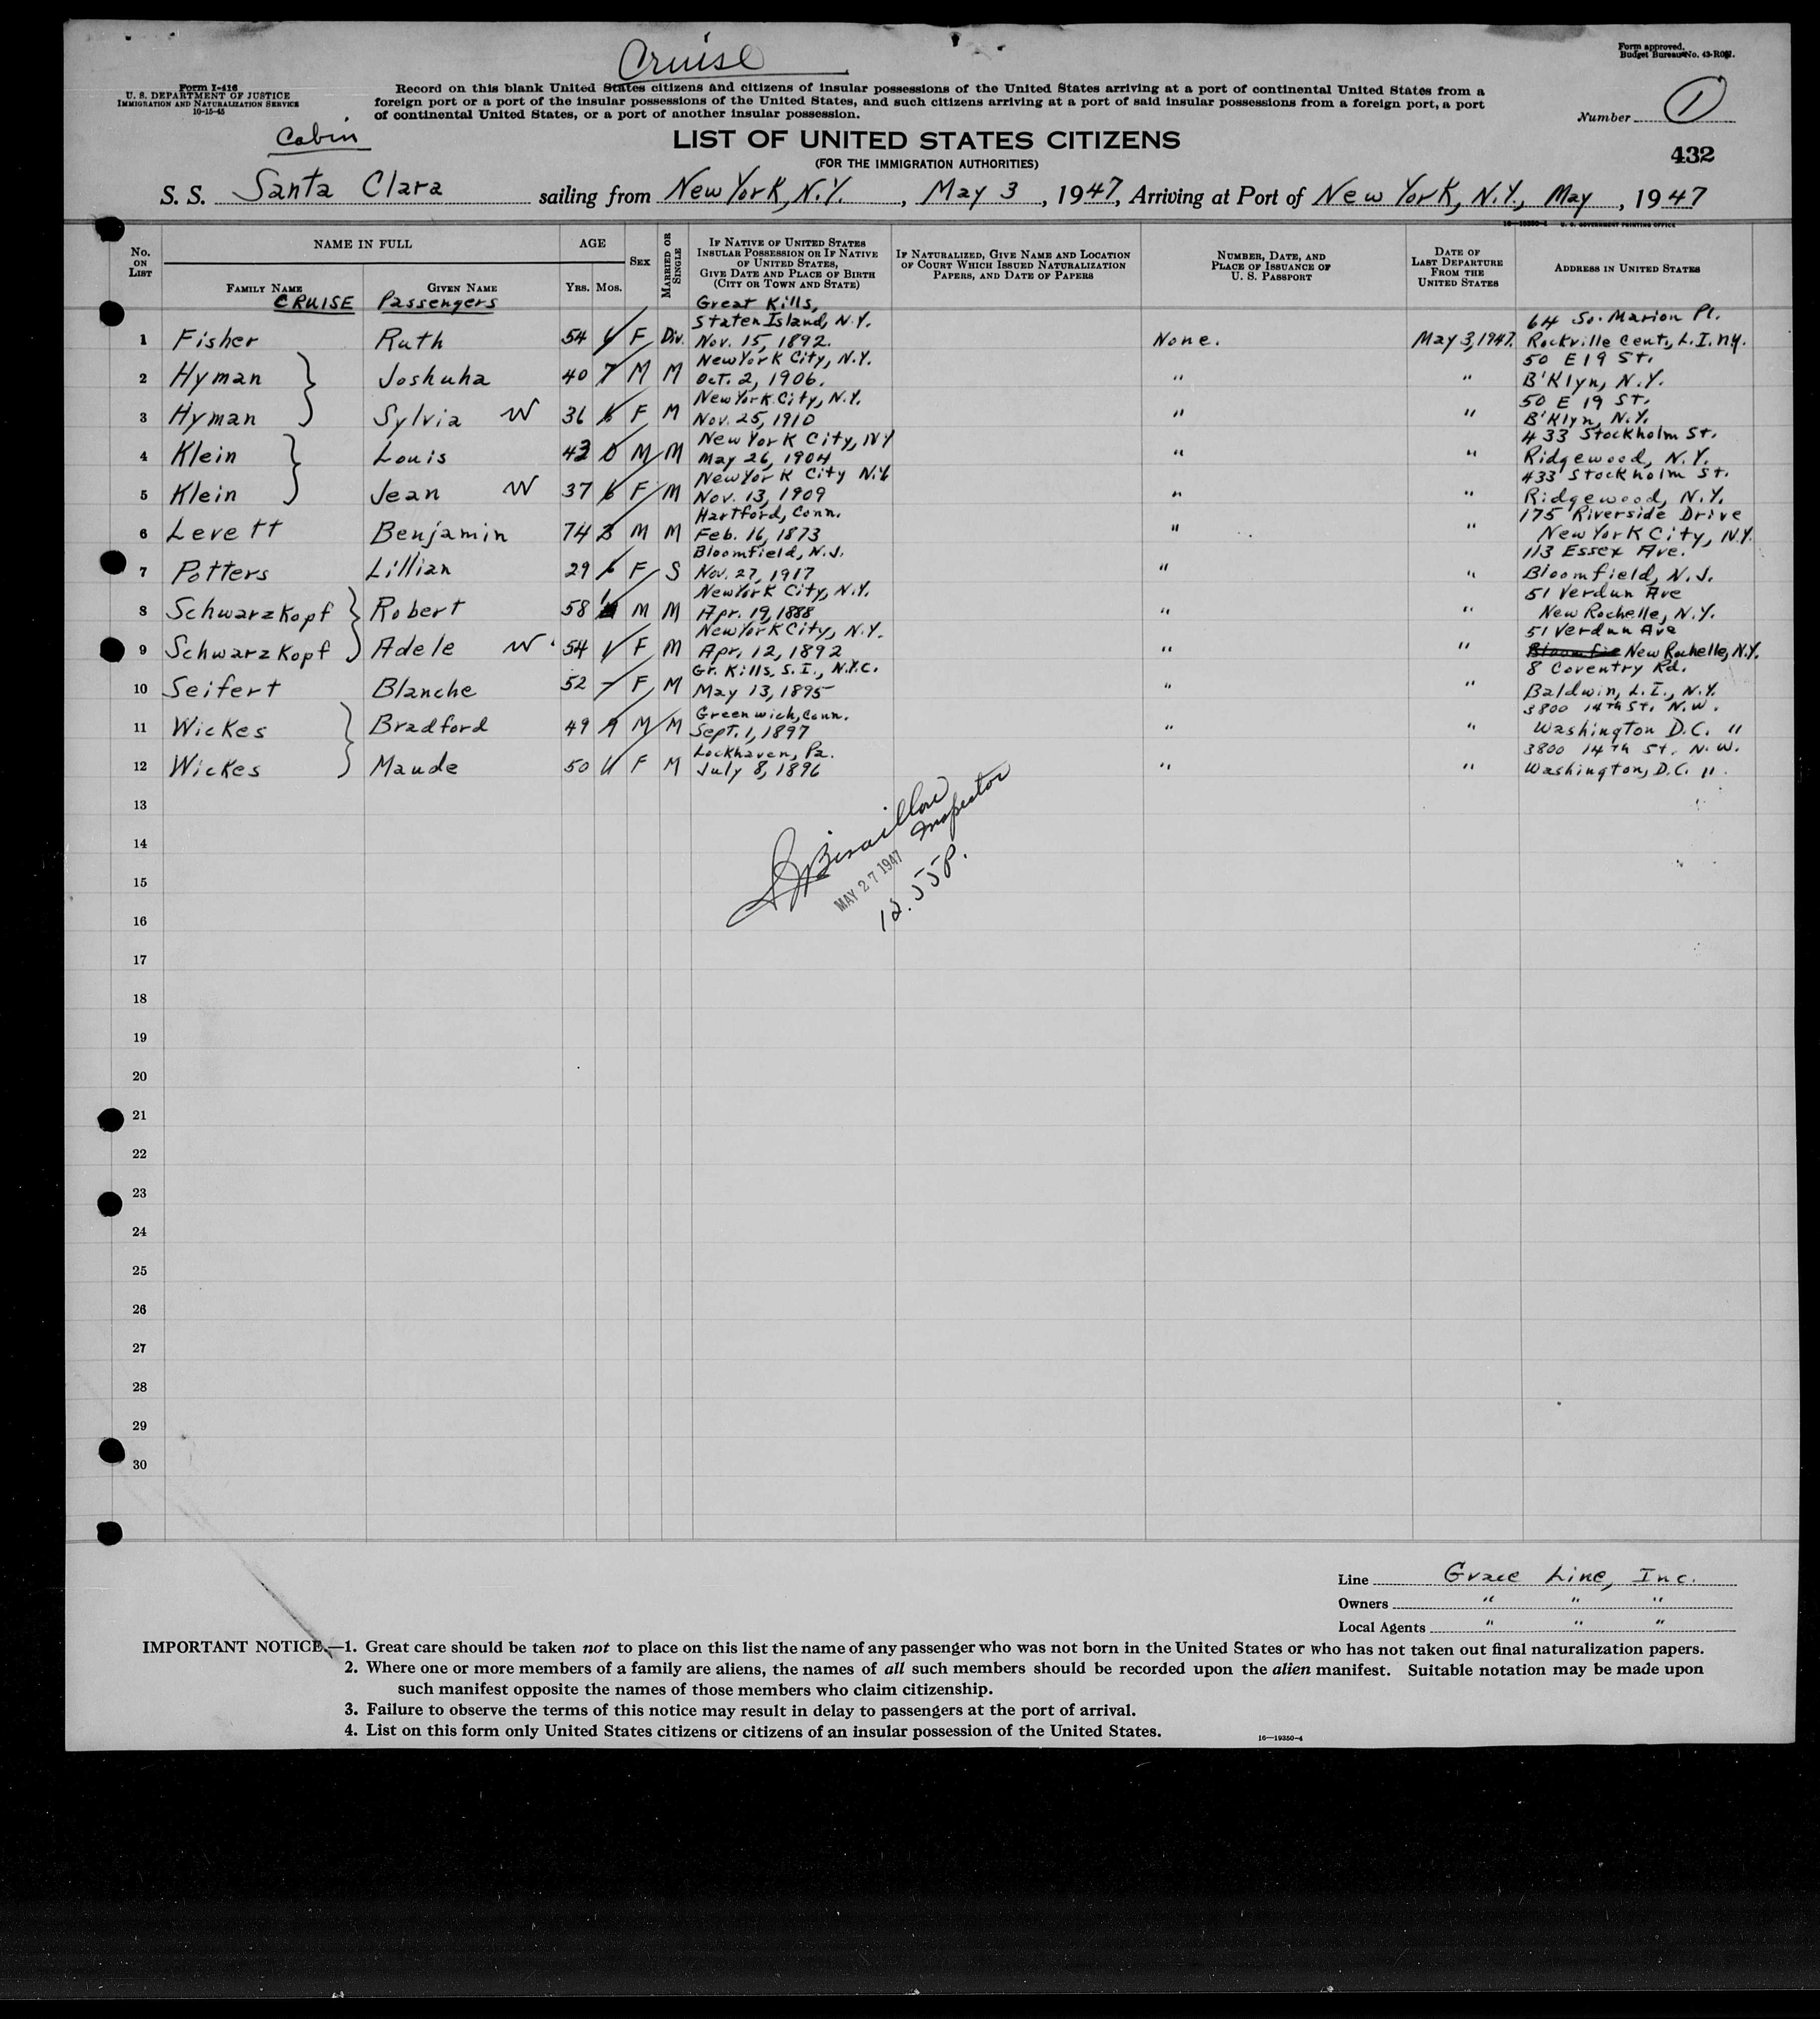 Cruise
Form approved.
Budget Bureau No. 43-R081.
Form I-416
U. S. DEPARTMENT OF JUSTICE
IMMIGRATION AND NATURALIZATION SERVICE
10-15-45
Record on this blank United States citizens and citizens of insular possessions of the United States arriving at a port of continental United States from a
foreign port or a port of the insular possessions of the United States, and such citizens arriving at a port of said insular possessions from a foreign port, a port
of continental United States, or a port of another insular possession.
Number 1
Cabin
LIST OF UNITED STATES CITIZENS
(FOR THE IMMIGRATION AUTHORITIES)
432
S. S. Santa Clara sailing from New York, N.Y. , May 3 , 1947, Arriving at Port of New York, N.Y., May , 1947
16—19350-4 U. S. GOVERNMENT PRINTING OFFICE
No. ON LIST NAME IN FULL FAMILY NAME GIVEN NAME AGE YRS. MOS. SEX MARRIED OR SINGLE IF NATIVE OF UNITED STATES INSULAR POSSESSION OR IF NATIVE OF UNITED STATES, GIVE DATE AND PLACE OF BIRTH (CITY OR TOWN AND STATE) IF NATURALIZED, GIVE NAME AND LOCATION OF COURT WHICH ISSUED NATURALIZATION PAPERS, AND DATE OF PAPERS NUMBER, DATE, AND PLACE OF ISSUANCE OF U. S. PASSPORT DATE OF LAST DEPARTURE FROM THE UNITED STATES ADDRESS IN UNITED STATES
CRUISE Passengers
1 Fisher Ruth 54 F Div. Great Kills, Staten Island, N.Y. Nov. 15, 1892. None. May 3, 1947. 64 So. Marion Pl. Rockville Cent., L.I. NY.
2 Hyman Joshuha 40 7 M M New York City, N.Y. Oct. 2, 1906. " " 50 E 19 St. B'Klyn, N.Y.
3 Hyman Sylvia W 36 6 F M New York City, N.Y. Nov. 25, 1910 " " 50 E 19 St. B'Klyn, N.Y.
4 Klein Louis 43 0 M M New York City, NY May 26, 1904 " " 433 Stockholm St. Ridgewood, N.Y.
5 Klein Jean W 37 6 F M New York City N.Y. Nov. 13, 1909 " " 433 Stockholm St. Ridgewood, N.Y.
6 Levett Benjamin 74 3 M M Hartford, Conn. Feb. 16, 1873 " " 175 Riverside Drive New York City, N.Y.
7 Potters Lillian 29 6 F S Bloomfield, N.J. Nov. 27, 1917 " " 113 Essex Ave. Bloomfield, N.J.
8 Schwarzkopf Robert 58 M M New York City, N.Y. Apr. 19, 1888 " " 51 Verdun Ave New Rochelle, N.Y.
9 Schwarzkopf Adele W 54 1 F M New York City, N.Y. Apr. 12, 1892 " " 51 Verdun Ave New Rochelle, N.Y.
10 Seifert Blanche 52 – F M Gr. Kills, S.I., N.Y.C. May 13, 1895 " " 8 Coventry Rd. Baldwin, L.I., N.Y.
11 Wickes Bradford 49 M M Greenwich, Conn. Sept. 1, 1897 " " 3800 14th St. N.W. Washington D.C. "
12 Wickes Maude 50 F M Lockhaven, Pa. July 8, 1896 " " 3800 14th St. N.W. Washington, D.C. "
13
Inspector
14
MAY 27 1947
15
12.55P.
16
17
18
19
20
21
22
23
24
25
26
27
28
29
30
Line Grace Line, Inc.
Owners " " "
Local Agents " " "
IMPORTANT NOTICE.—1. Great care should be taken not to place on this list the name of any passenger who was not born in the United States or who has not taken out final naturalization papers.
2. Where one or more members of a family are aliens, the names of all such members should be recorded upon the alien manifest. Suitable notation may be made upon
such manifest opposite the names of those members who claim citizenship.
3. Failure to observe the terms of this notice may result in delay to passengers at the port of arrival.
4. List on this form only United States citizens or citizens of an insular possession of the United States.
16—19350-4